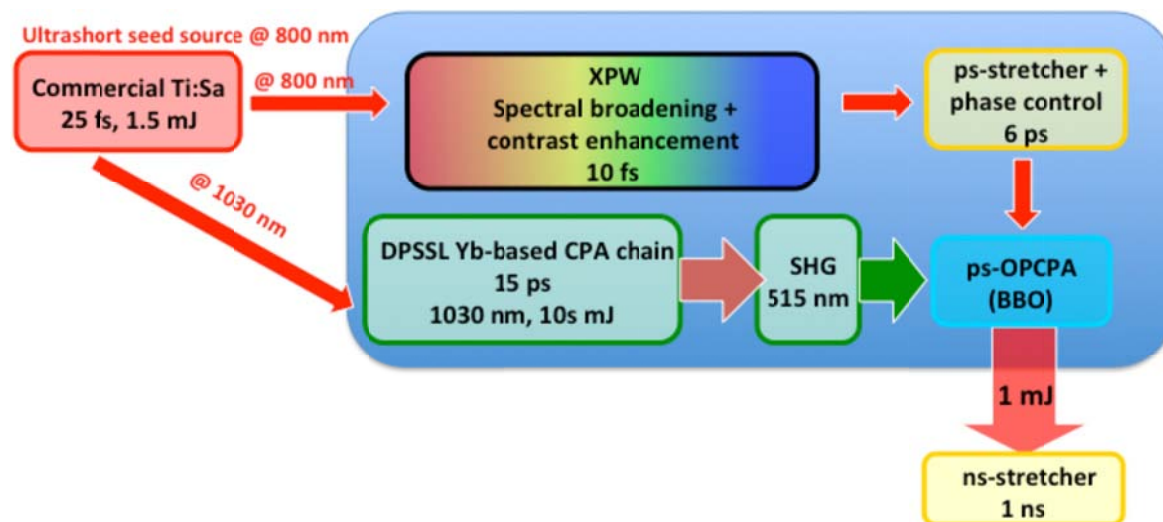 Ultrashort seed source @ 800 nm
Commercial Ti:Sa
25 fs, 1.5 mJ
@ 800 nm
XPW
Spectral broadening +
contrast enhancement
10 fs
ps-stretcher +
phase control
6 ps
@ 1030 nm
DPSSL Yb-based CPA chain
15 ps
1030 nm, 10s mJ
SHG
515 nm
ps-OPCPA
(BBO)
1 mJ
ns-stretcher
1 ns